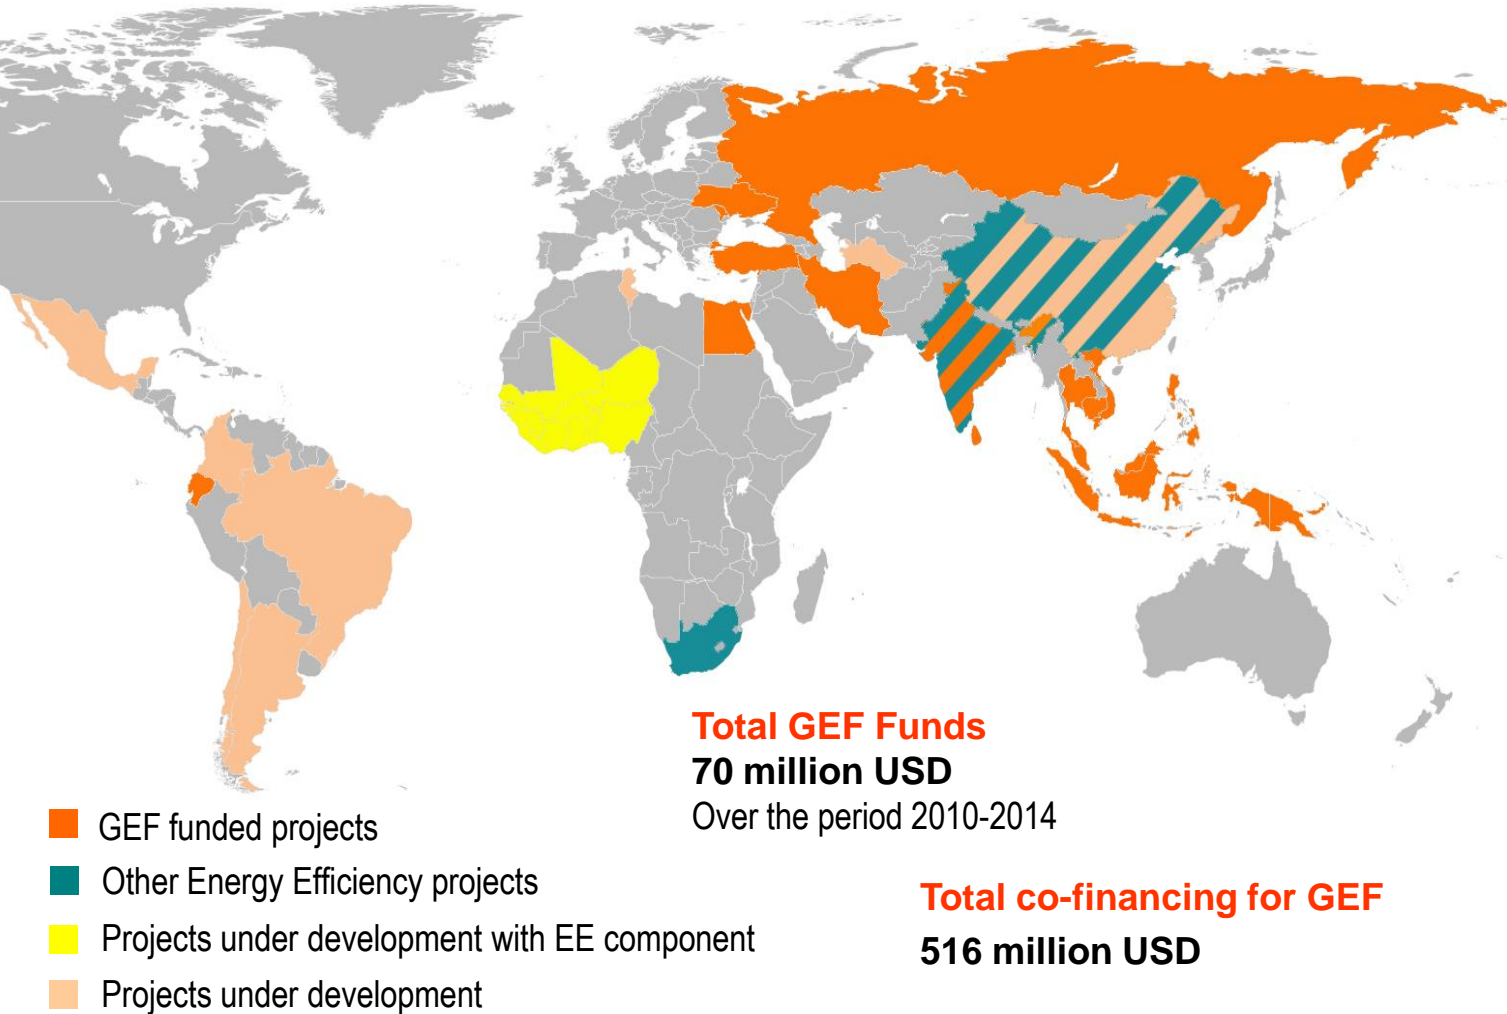 Total GEF Funds
70 million USD
Over the period 2010-2014
GEF funded projects
Other Energy Efficiency projects
Projects under development with EE component
Projects under development
Total co-financing for GEF
516 million USD